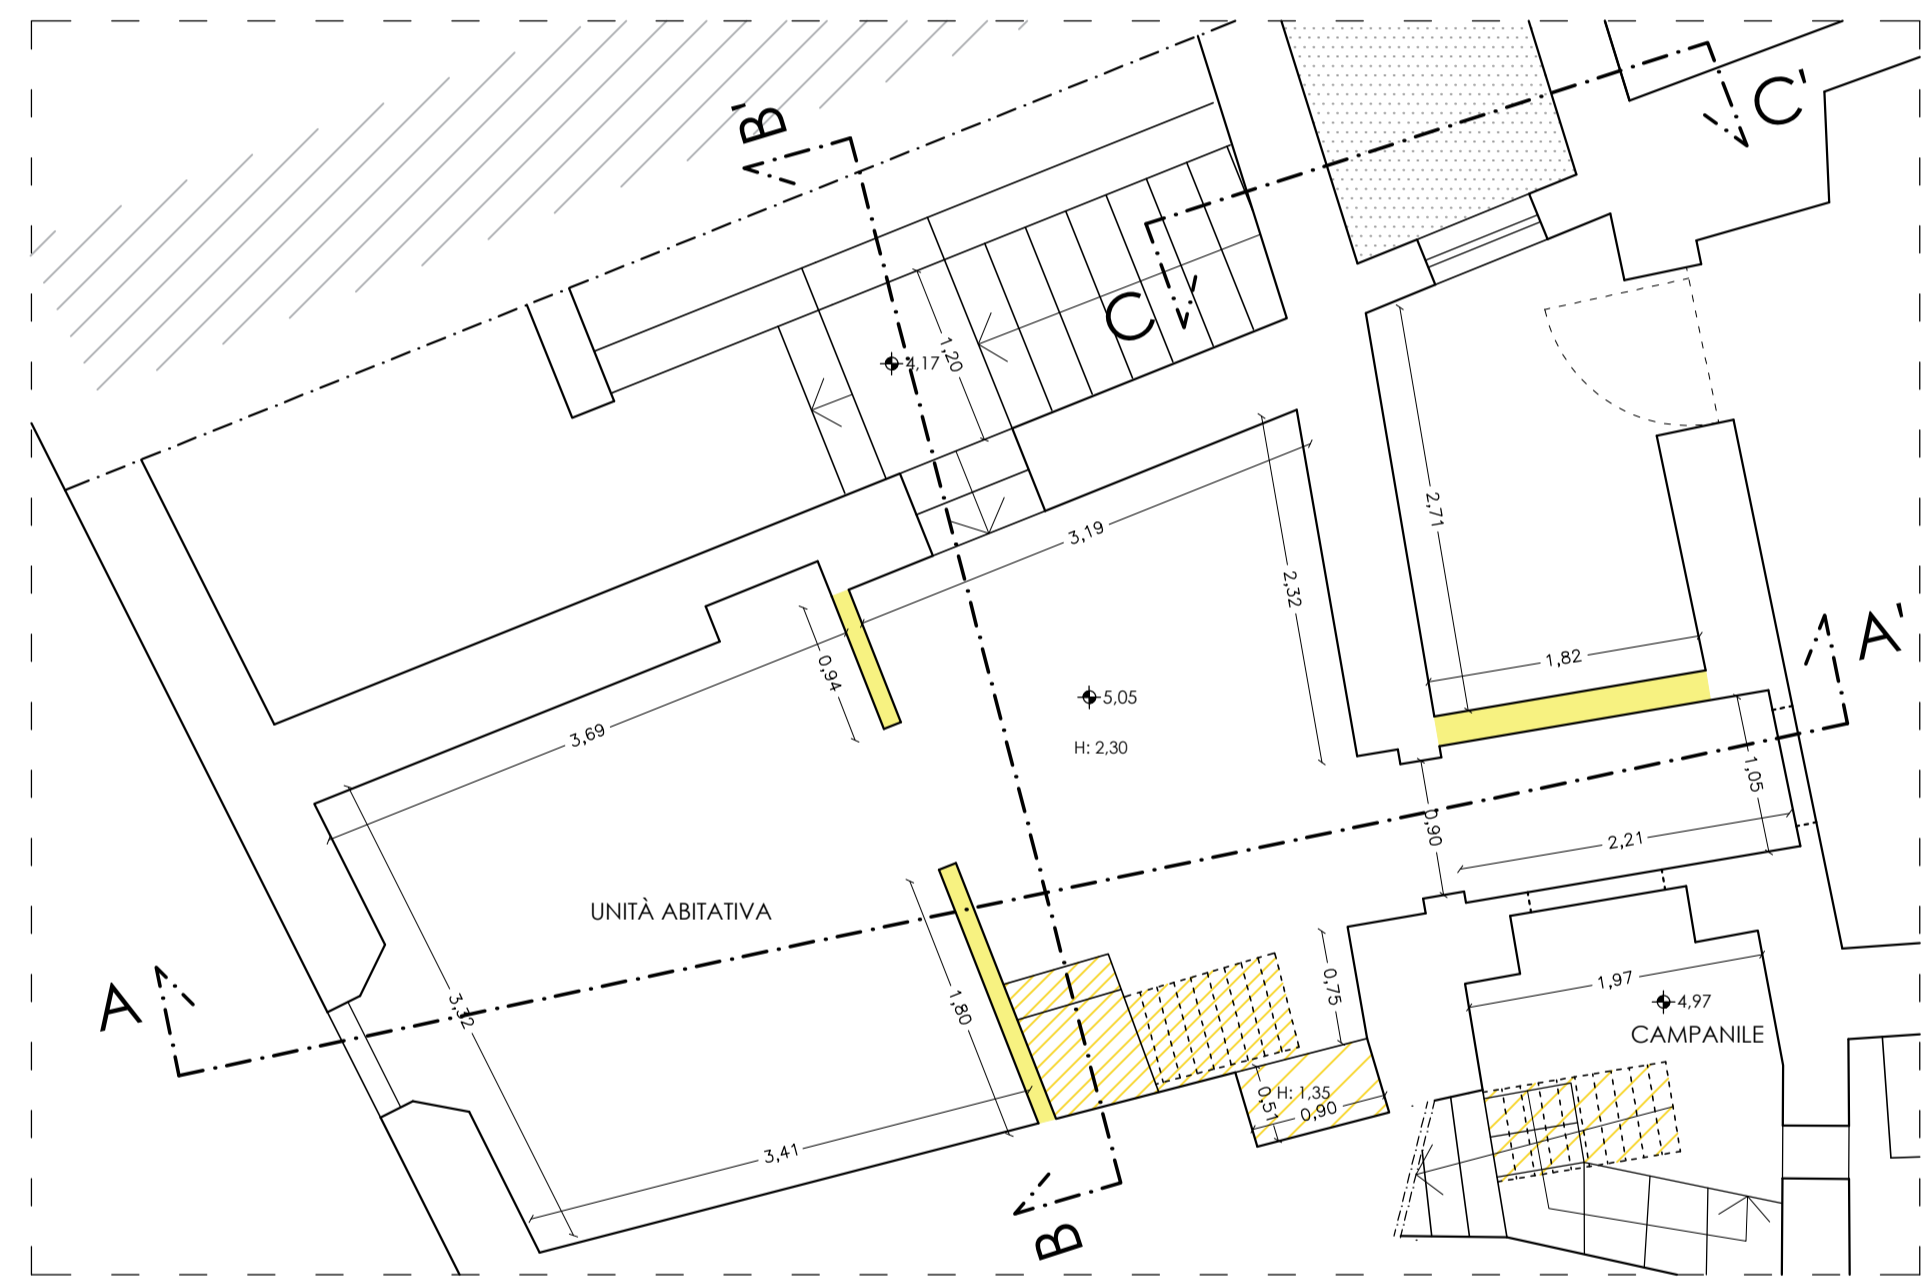 C'
B'
C
1,20
4,17
2,71
3,19
2,32
A'
1,82
0,94
5,05
3,69
H: 2,30
1,05
0,90
2,21
UNITÀ ABITATIVA
0,75
1,97
4,97
A
3,32
1,80
CAMPANILE
H: 1,35
0,51
0,90
3,41
B